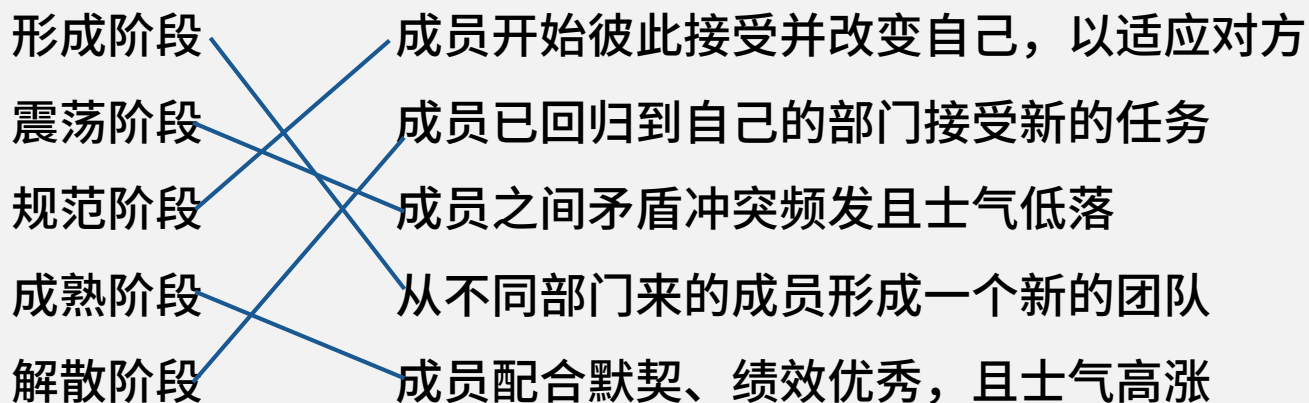 形成阶段 成员开始彼此接受并改变自己，以适应对方
震荡阶段 成员已回归到自己的部门接受新的任务
规范阶段 成员之间矛盾冲突频发且士气低落
成熟阶段 从不同部门来的成员形成一个新的团队
解散阶段 成员配合默契、绩效优秀，且士气高涨